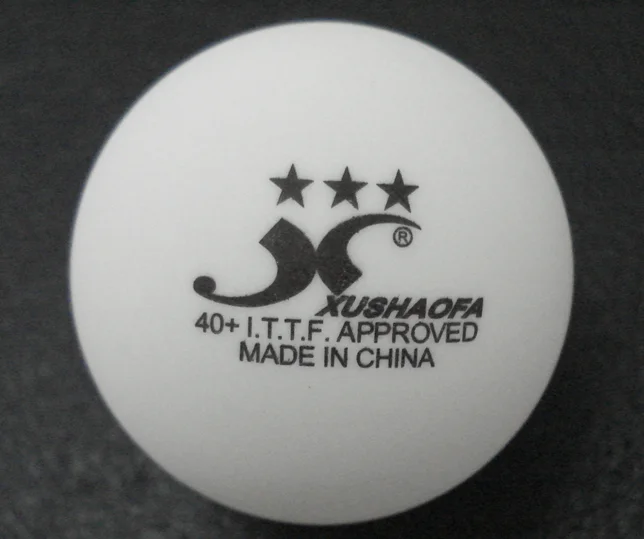 ★★★
®
XUSHAOFA
40+ I.T.T.F. APPROVED
MADE IN CHINA